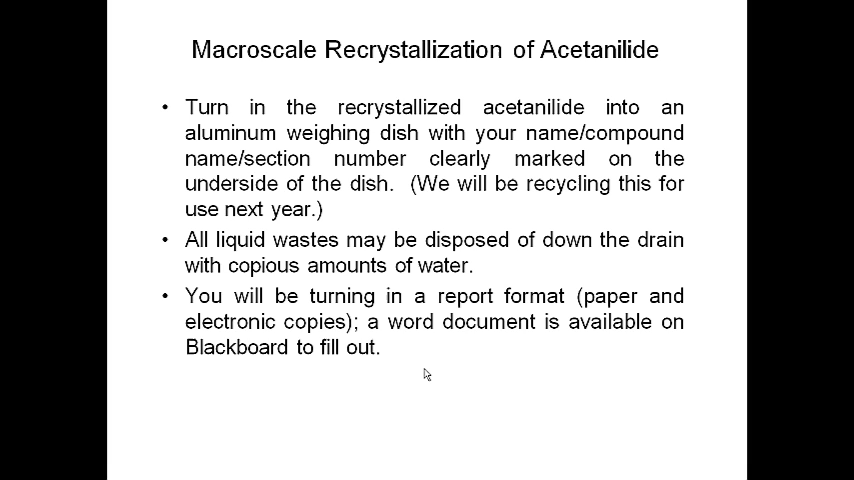 Macroscale Recrystallization of Acetanilide
• Turn in the recrystallized acetanilide into an
aluminum weighing dish with your name/compound
name/section number clearly marked on the
underside of the dish. (We will be recycling this for
use next year.)
• All liquid wastes may be disposed of down the drain
with copious amounts of water.
• You will be turning in a report format (paper and
electronic copies); a word document is available on
Blackboard to fill out.